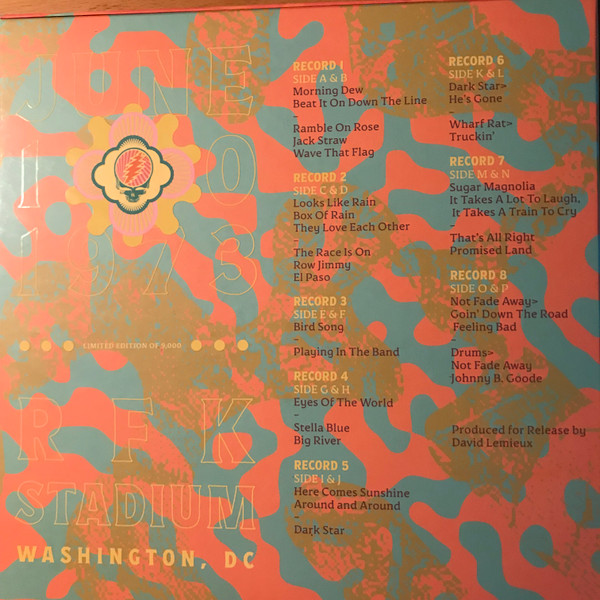 JUNE
10
1973
LIMITED EDITION OF 9,000
RFK
STADIUM
WASHINGTON, DC
RECORD 1
SIDE A & B
Morning Dew
Beat It On Down The Line
–
Ramble On Rose
Jack Straw
Wave That Flag
RECORD 2
SIDE C & D
Looks Like Rain
Box Of Rain
They Love Each Other
–
The Race Is On
Row Jimmy
El Paso
RECORD 3
SIDE E & F
Bird Song
–
Playing In The Band
RECORD 4
SIDE G & H
Eyes Of The World
–
Stella Blue
Big River
RECORD 5
SIDE I & J
Here Comes Sunshine
Around and Around
–
Dark Star
RECORD 6
SIDE K & L
Dark Star>
He's Gone
–
Wharf Rat>
Truckin'
RECORD 7
SIDE M & N
Sugar Magnolia
It Takes A Lot To Laugh,
It Takes A Train To Cry
–
That's All Right
Promised Land
RECORD 8
SIDE O & P
Not Fade Away>
Goin' Down The Road
Feeling Bad
–
Drums>
Not Fade Away
Johnny B. Goode
Produced for Release by
David Lemieux